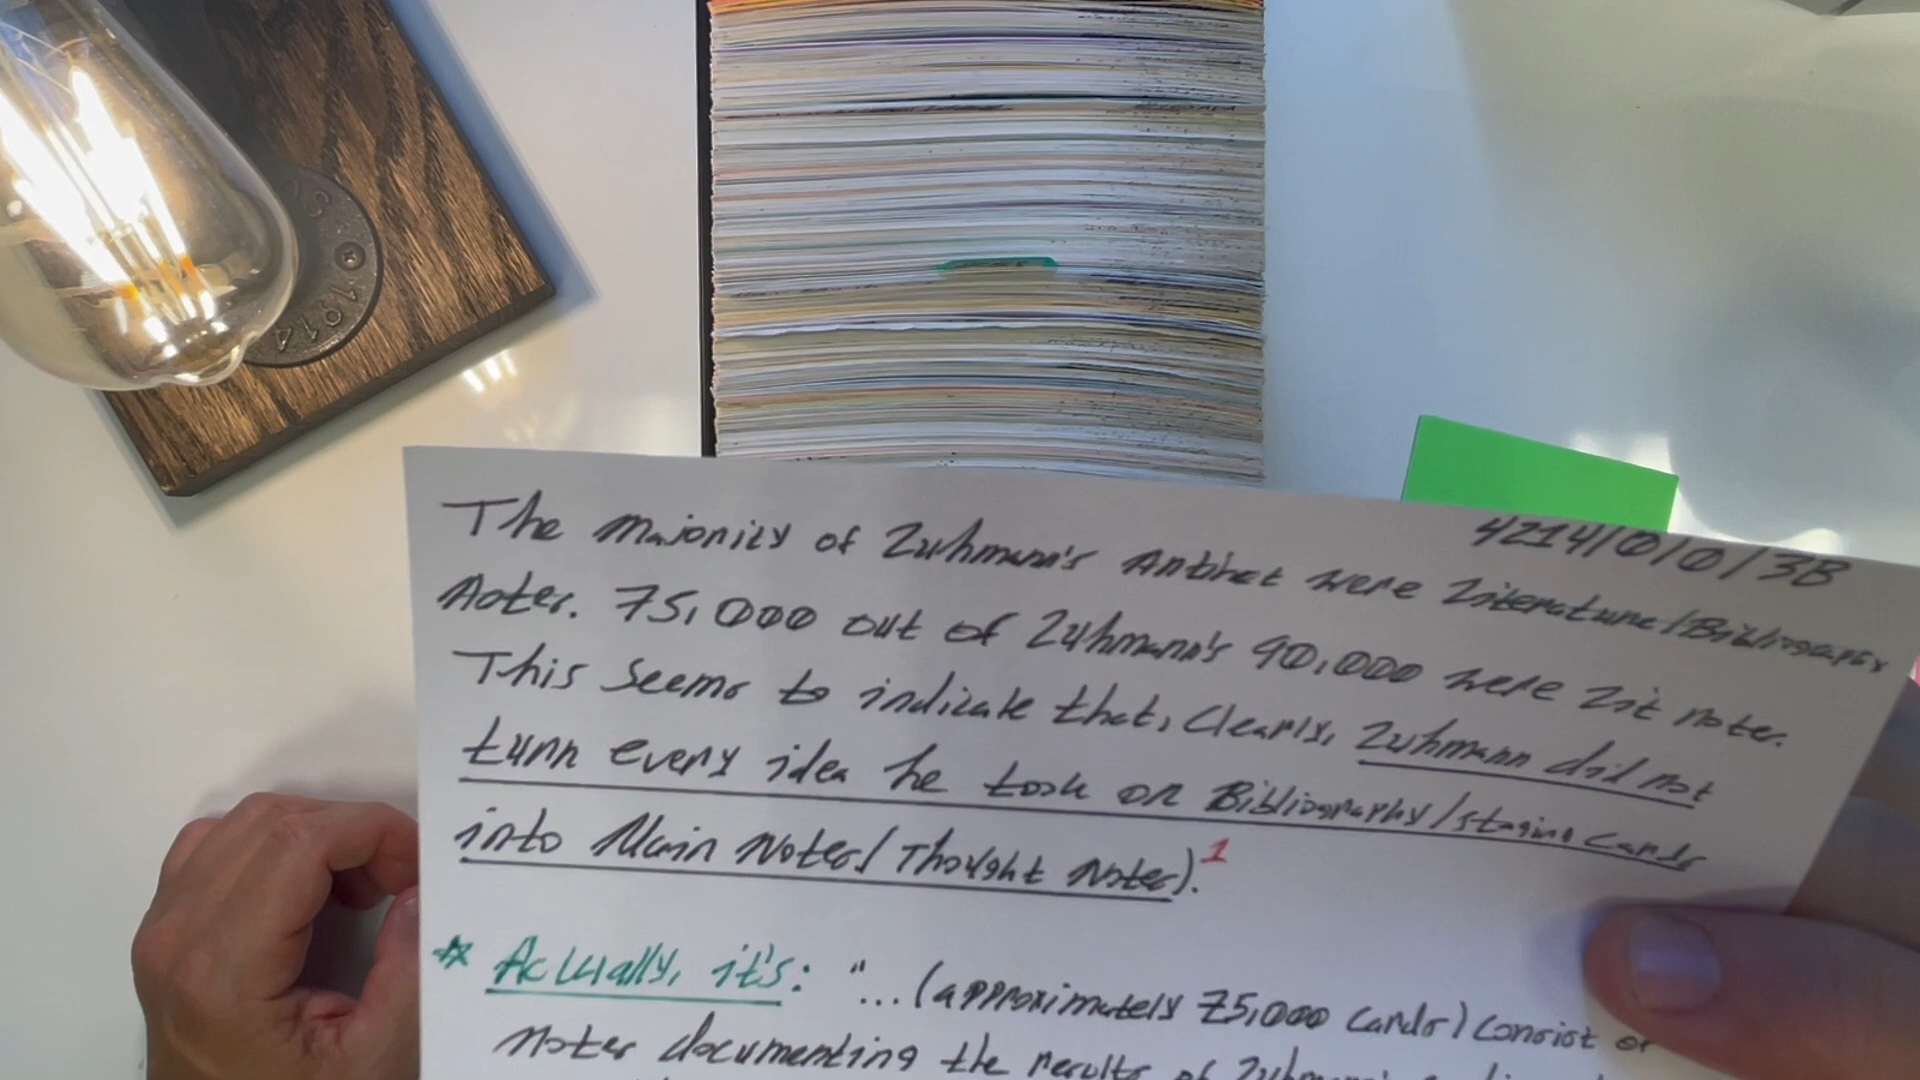 4214/0/0/3B
The Majority of Luhmann's Antinet were Literature/Bibliography
Notes. 75,000 out of Luhmann's 90,000 were Lit notes.
This seems to indicate that, clearly, Luhmann did not
turn every idea he took on Bibliography/Staging Cards
into Main Notes/Thought Notes).1
* Actually, it's: "...(approximately 75,000 cards) consist of
Notes documenting the results of
1914